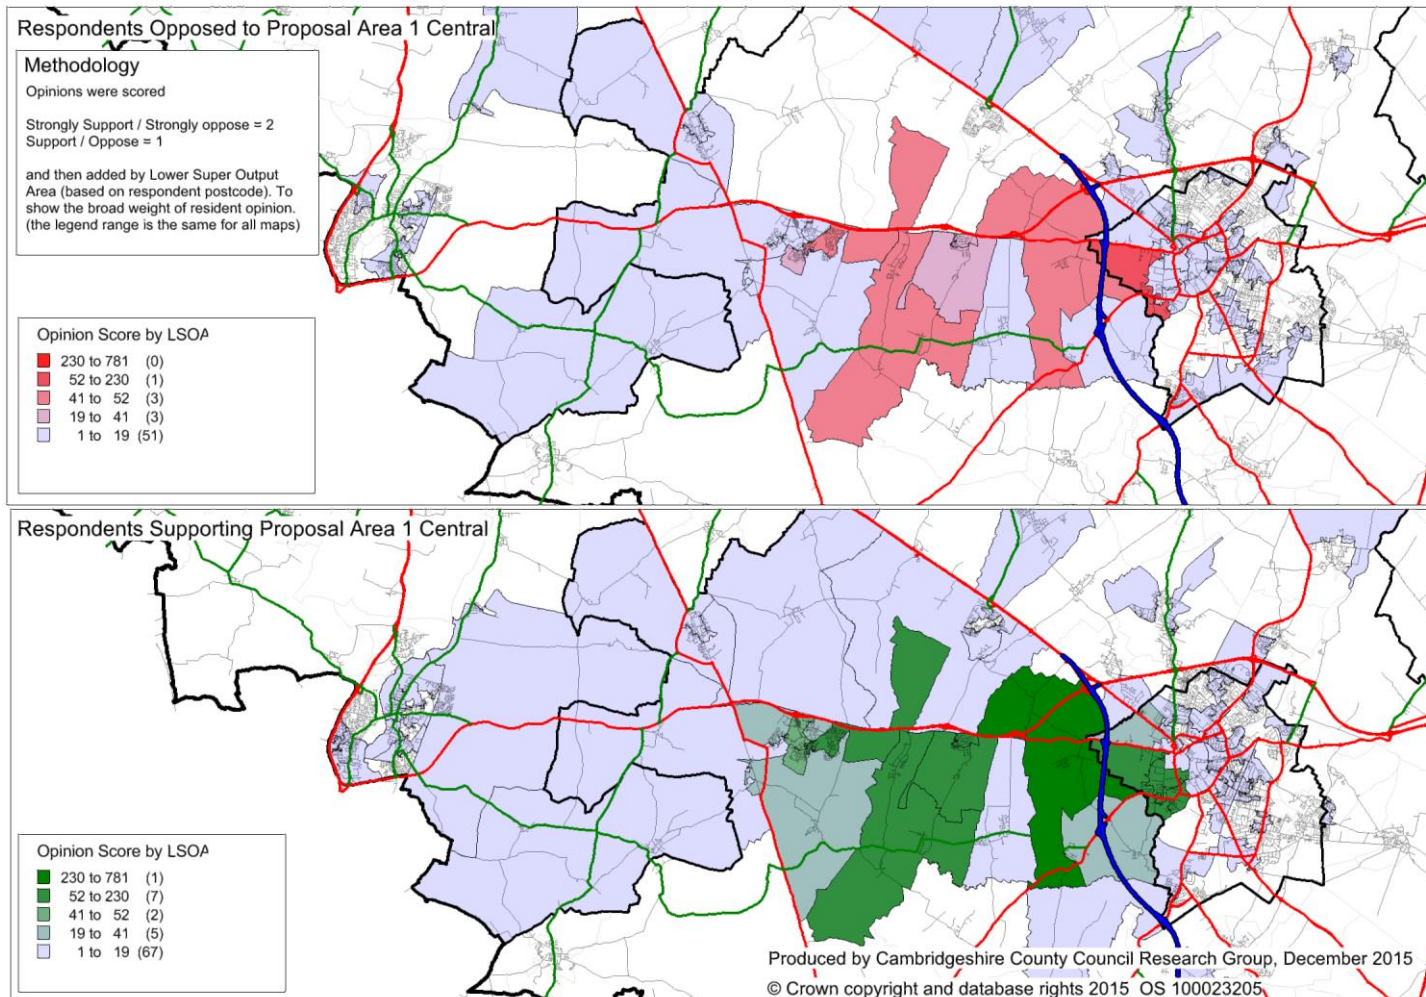 Respondents Opposed to Proposal Area 1 Central
Methodology
Opinions were scored
Strongly Support / Strongly oppose = 2
Support / Oppose = 1
and then added by Lower Super Output
Area (based on respondent postcode). To
show the broad weight of resident opinion.
(the legend range is the same for all maps)
Opinion Score by LSOA
230 to 781 (0)
52 to 230 (1)
41 to 52 (3)
19 to 41 (3)
1 to 19 (51)
Respondents Supporting Proposal Area 1 Central
Opinion Score by LSOA
230 to 781 (1)
52 to 230 (7)
41 to 52 (2)
19 to 41 (5)
1 to 19 (67)
Produced by Cambridgeshire County Council Research Group, December 2015
© Crown copyright and database rights 2015 OS 100023205